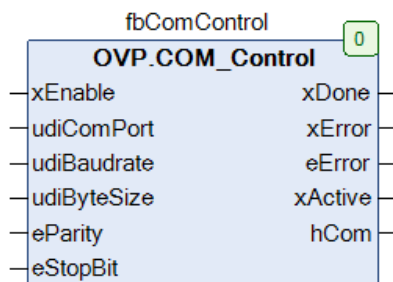 fbComControl
0
OVP.COM_Control
xEnable xDone
udiComPort xError
udiBaudrate eError
udiByteSize xActive
eParity hCom
eStopBit